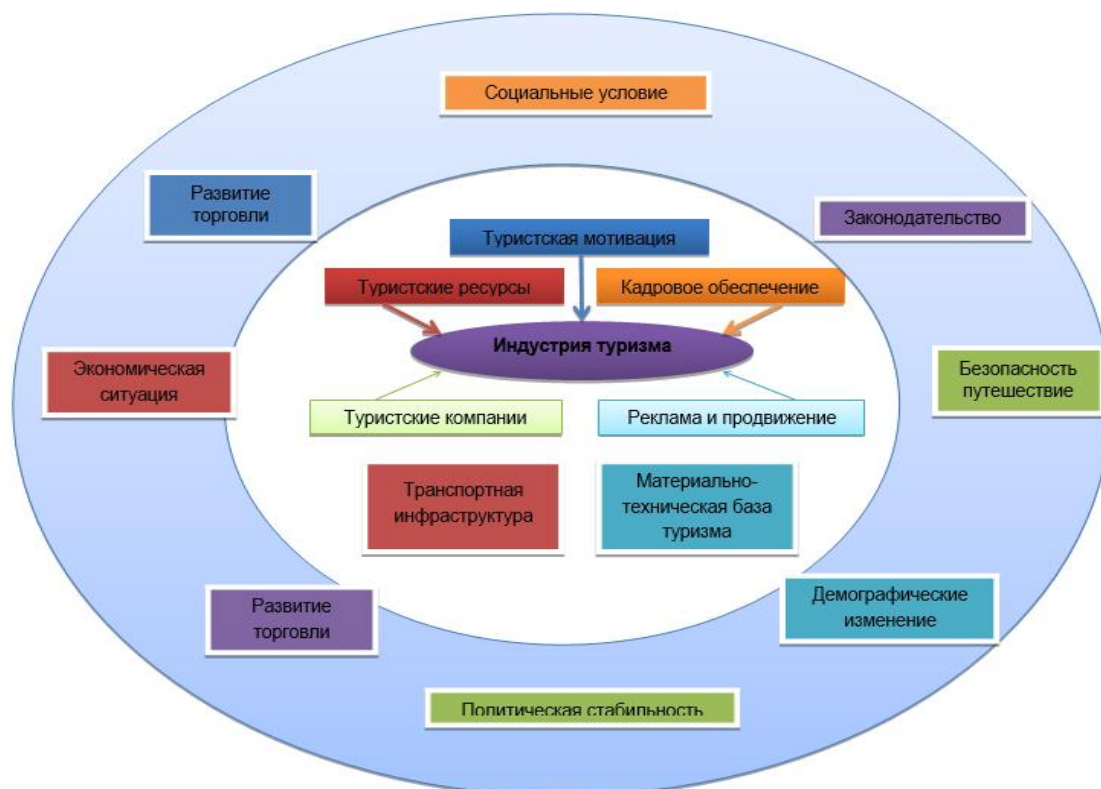 Социальные условие
Развитие
торговли
Законодательство
Туристская мотивация
Туристские ресурсы
Кадровое обеспечение
Индустрия туризма
Экономическая
ситуация
Безопасность
путешествие
Туристские компании
Реклама и продвижение
Транспортная
инфраструктура
Материально-
техническая база
туризма
Развитие
торговли
Демографические
изменение
Политическая стабильность